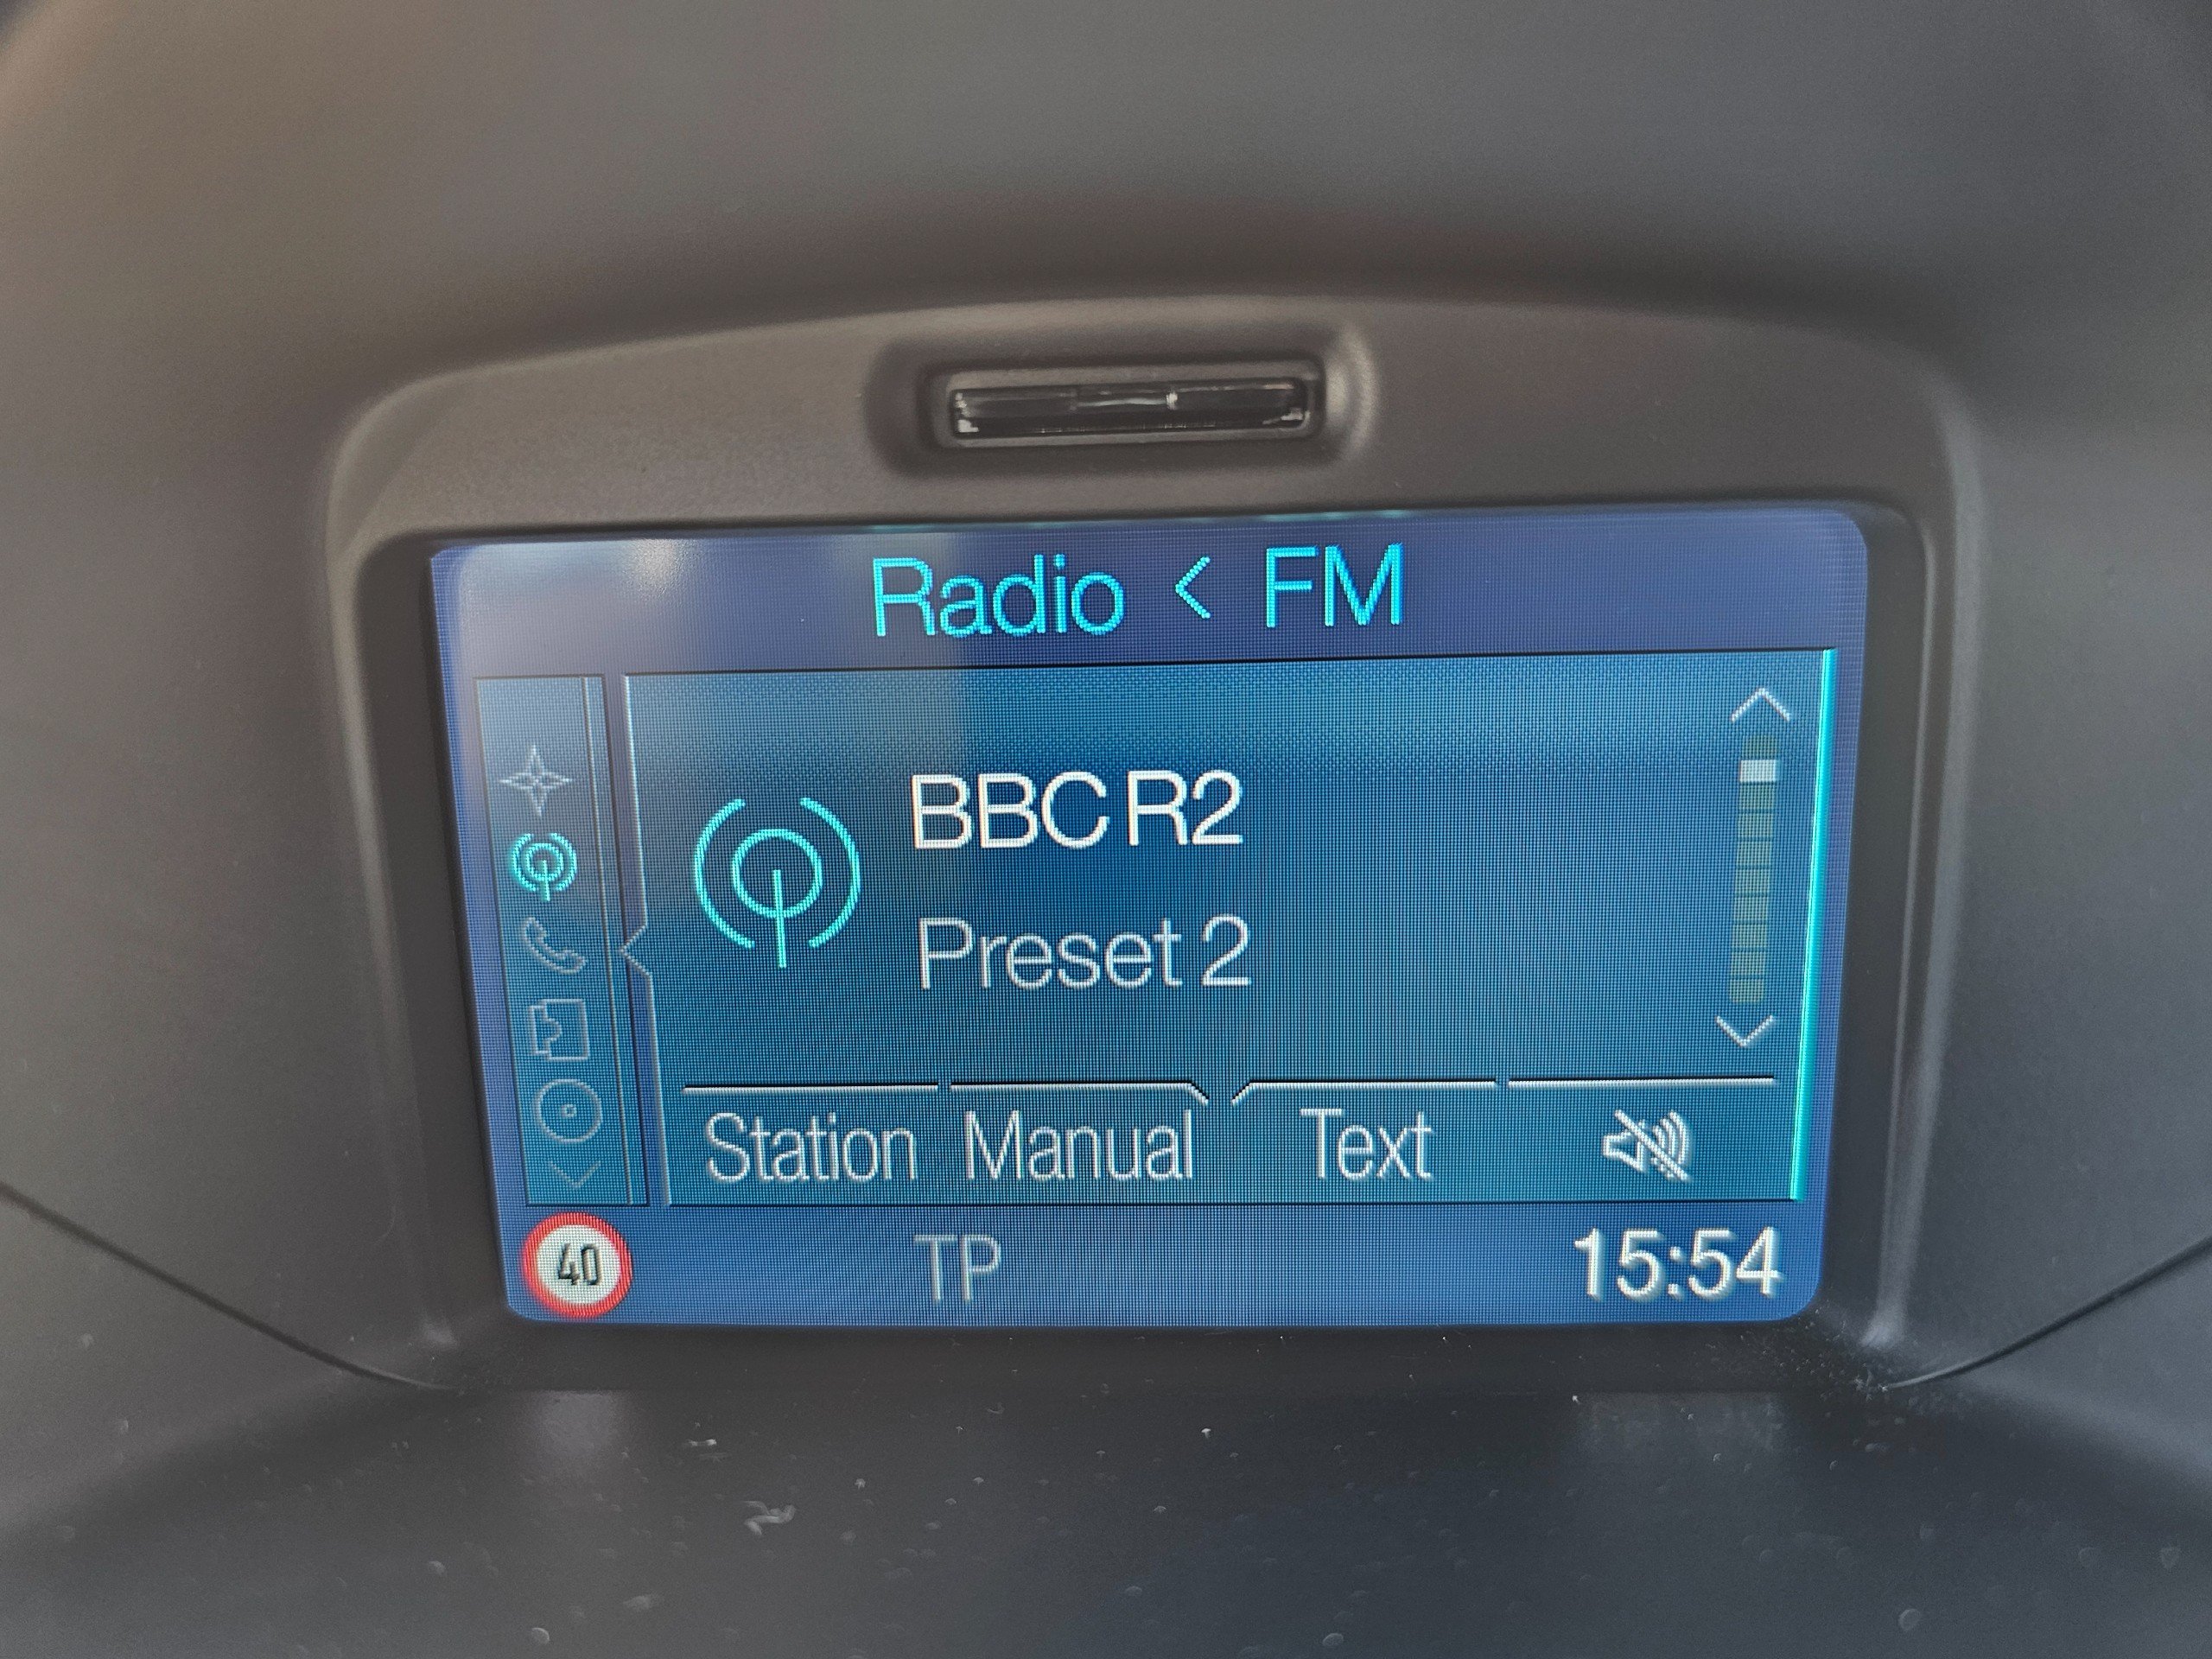 Radio < FM
BBC R2
Preset 2
Station Manual Text
40 TP 15:54